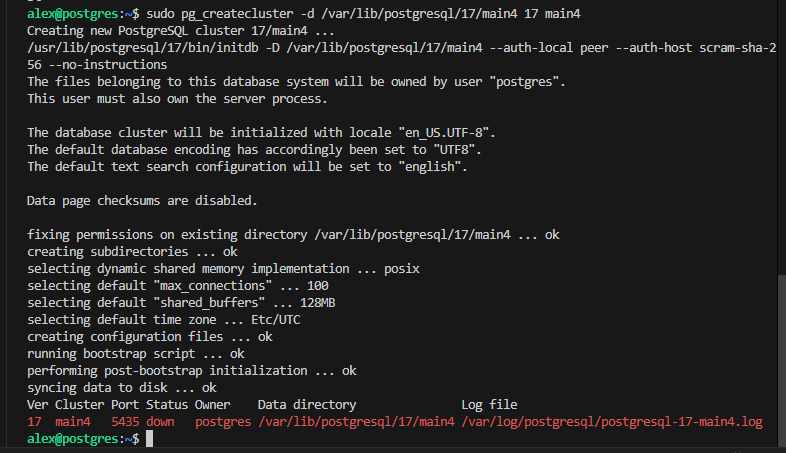 alex@postgres:~$ sudo pg_createcluster -d /var/lib/postgresql/17/main4 17 main4
Creating new PostgreSQL cluster 17/main4 ...
/usr/lib/postgresql/17/bin/initdb -D /var/lib/postgresql/17/main4 --auth-local peer --auth-host scram-sha-2
56 --no-instructions
The files belonging to this database system will be owned by user "postgres".
This user must also own the server process.

The database cluster will be initialized with locale "en_US.UTF-8".
The default database encoding has accordingly been set to "UTF8".
The default text search configuration will be set to "english".

Data page checksums are disabled.

fixing permissions on existing directory /var/lib/postgresql/17/main4 ... ok
creating subdirectories ... ok
selecting dynamic shared memory implementation ... posix
selecting default "max_connections" ... 100
selecting default "shared_buffers" ... 128MB
selecting default time zone ... Etc/UTC
creating configuration files ... ok
running bootstrap script ... ok
performing post-bootstrap initialization ... ok
syncing data to disk ... ok
Ver Cluster Port Status Owner    Data directory               Log file
17  main4   5435 down   postgres /var/lib/postgresql/17/main4 /var/log/postgresql/postgresql-17-main4.log
alex@postgres:~$